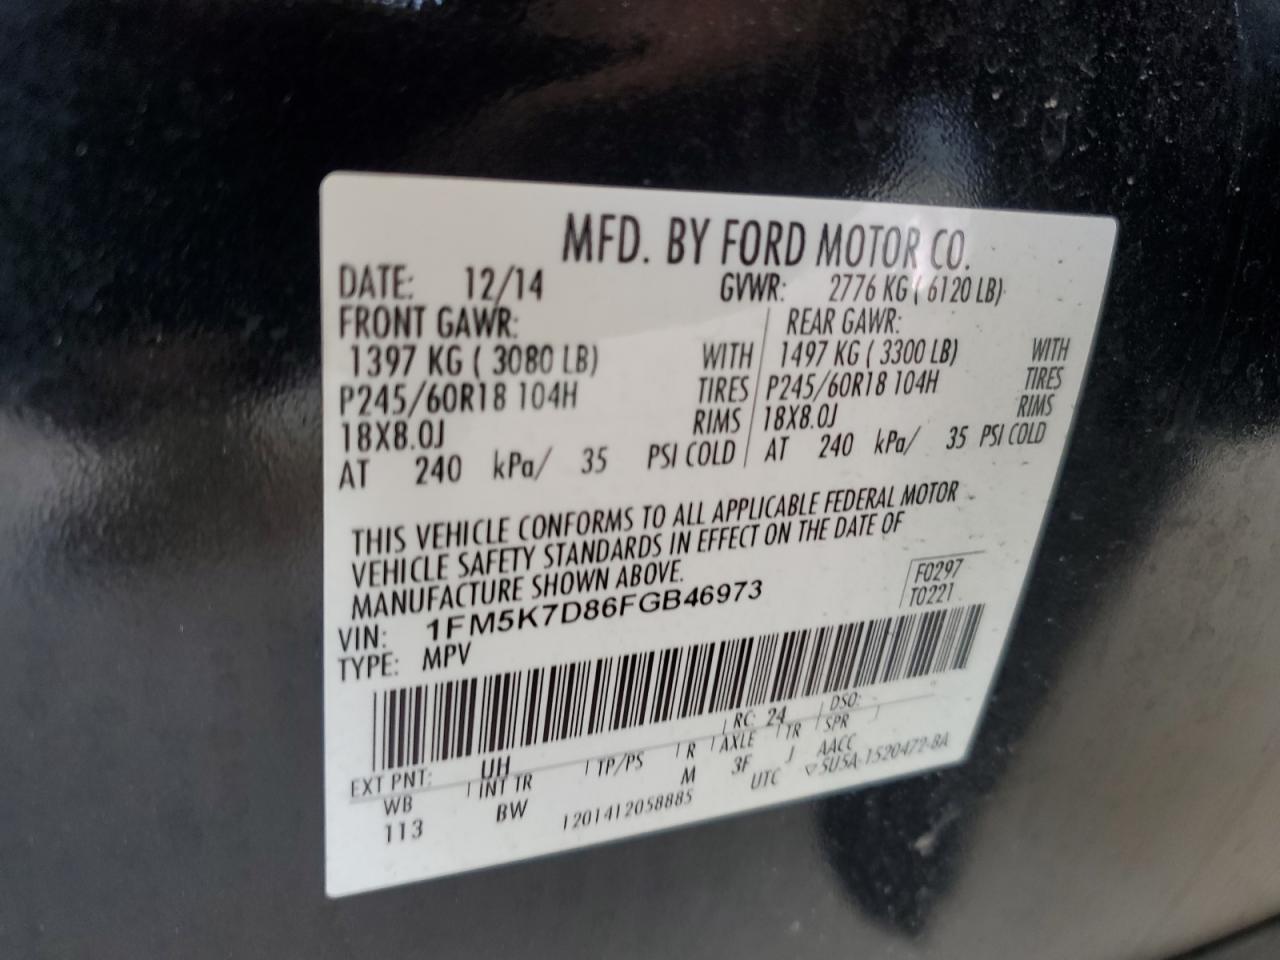 MFD. BY FORD MOTOR CO.
DATE: 12/14 GVWR: 2776 KG ( 6120 LB)
FRONT GAWR: REAR GAWR:
1397 KG ( 3080 LB) WITH 1497 KG ( 3300 LB) WITH
P245/60R18 104H TIRES P245/60R18 104H TIRES
18X8.0J RIMS 18X8.0J RIMS
AT 240 kPa/ 35 PSI COLD AT 240 kPa/ 35 PSI COLD
THIS VEHICLE CONFORMS TO ALL APPLICABLE FEDERAL MOTOR
VEHICLE SAFETY STANDARDS IN EFFECT ON THE DATE OF
MANUFACTURE SHOWN ABOVE.
F0297
VIN: 1FM5K7D86FGB46973 T0221
TYPE: MPV
EXT PNT: UH RC: 24 DSO:
WB INT TR TP/PS R AXLE TR SPR
113 BW M 3F J AACC
1201412058885 UTC ▽SU5A-1520472-BA